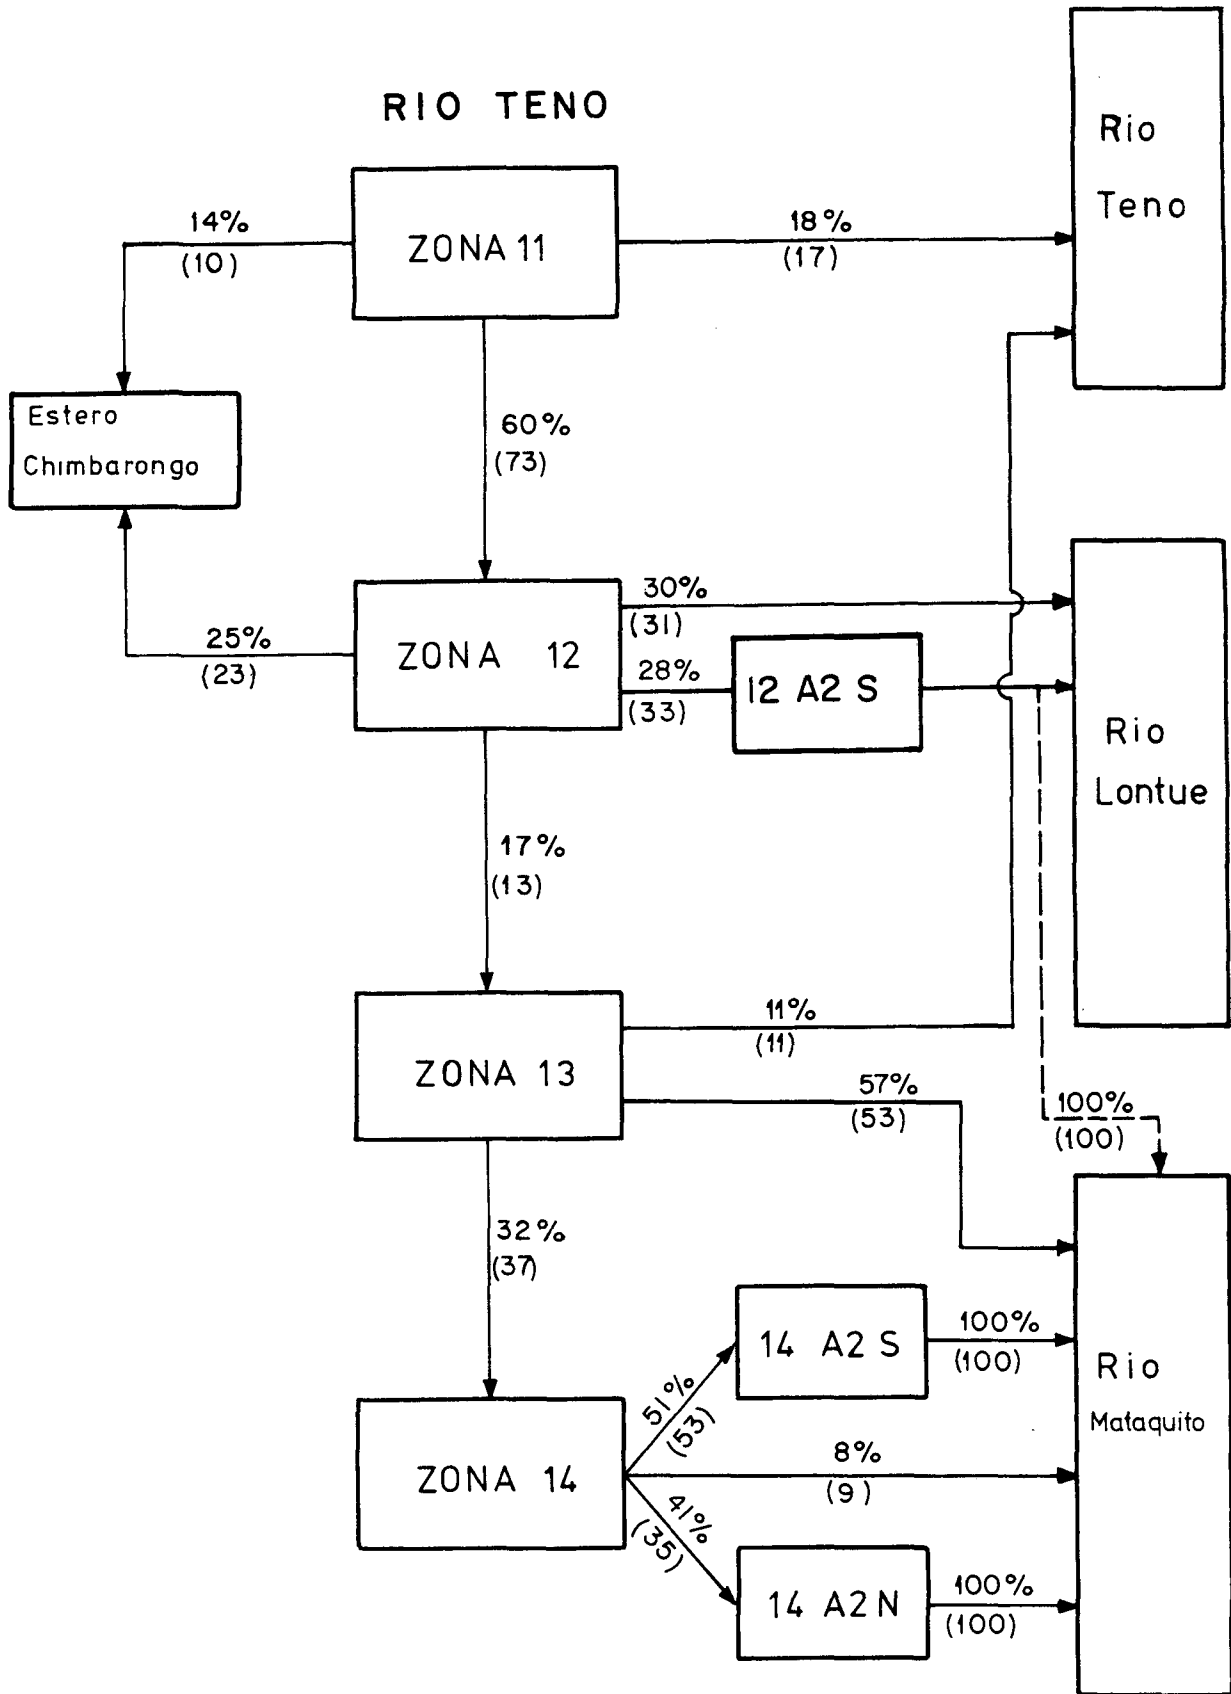 RIO TENO
Rio
Teno
ZONA 11
14%
(10)
18%
(17)
Estero
Chimbarongo
60%
(73)
ZONA 12
25%
(23)
30%
(31)
28%
(33)
12 A2 S
Rio
Lontue
17%
(13)
ZONA 13
11%
(11)
57%
(53)
100%
(100)
32%
(37)
14 A2 S
100%
(100)
Rio
Mataquito
ZONA 14
51%
(53)
8%
(9)
41%
(35)
14 A2 N
100%
(100)